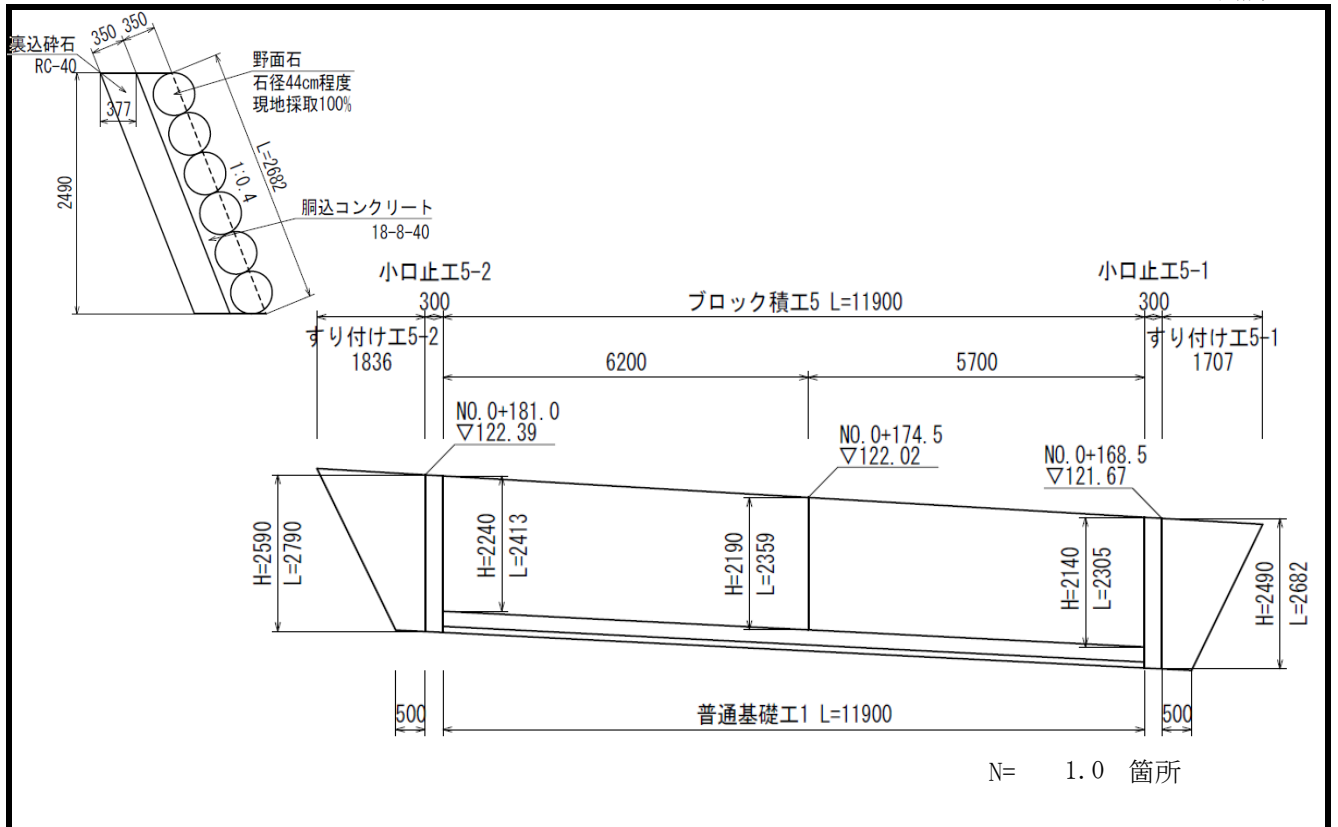 350 350
裏込砕石
RC-40
野面石
石径44cm程度
現地採取100%
377
2490
L=2682
1:0.4
胴込コンクリート
18-8-40
小口止工5-2
300
ブロック積工5 L=11900
小口止工5-1
300
すり付け工5-2
1836
すり付け工5-1
1707
6200
5700
NO.0+181.0
▽122.39
NO.0+174.5
▽122.02
NO.0+168.5
▽121.67
H=2590
L=2790
H=2240
L=2413
H=2190
L=2359
H=2140
L=2305
H=2490
L=2682
500
普通基礎工1 L=11900
500
N= 1.0 箇所